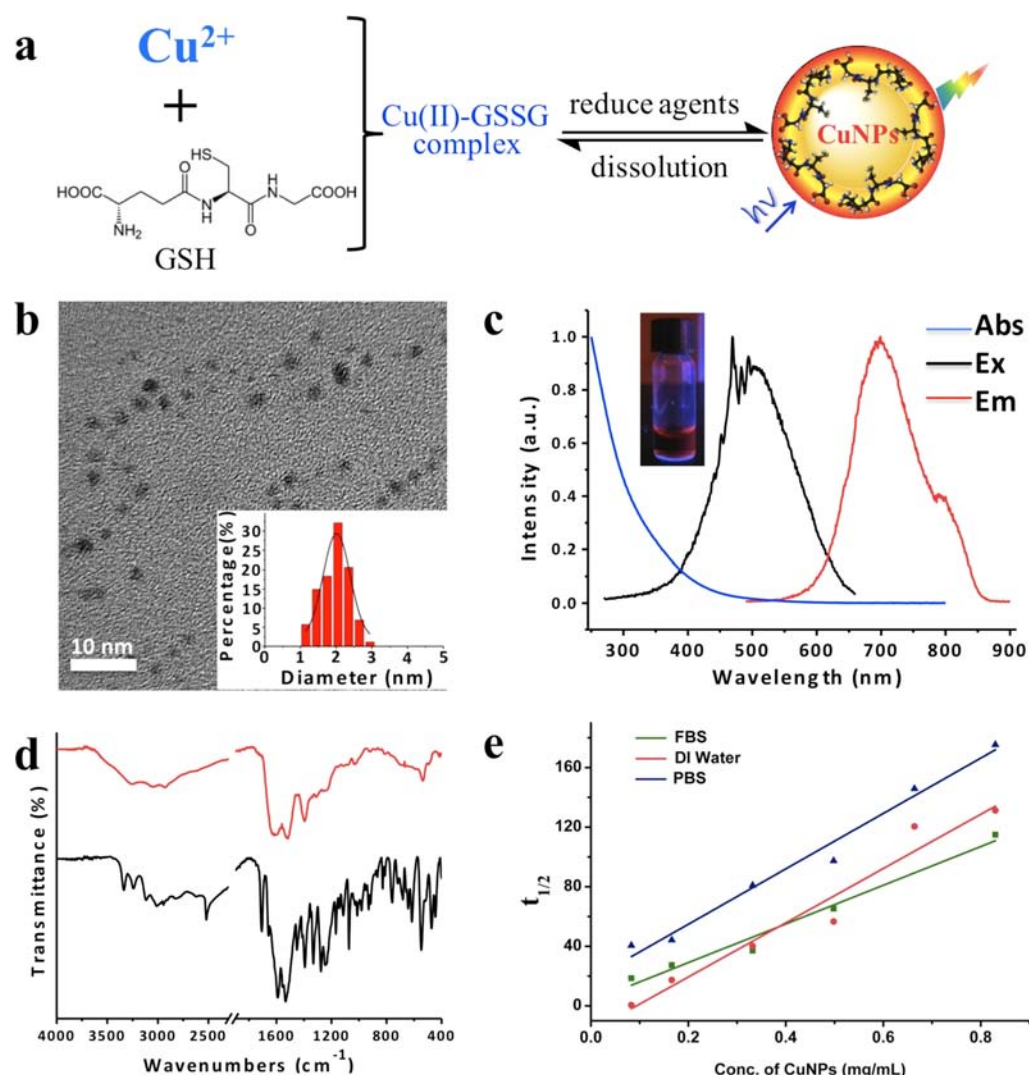 a
Cu²⁺
+
HS
HOOC
NH₂
O
N
H
O
H
N
O
COOH
GSH
Cu(II)-GSSG
complex
reduce agents
dissolution
CuNPs
hν
b
10 nm
Percentage(%)
30
25
20
15
10
5
0
0 1 2 3 4 5
Diameter (nm)
c
Abs
Ex
Em
Intensity (a.u.)
1.0
0.8
0.6
0.4
0.2
0.0
300 400 500 600 700 800 900
Wavelength (nm)
d
Transmittance (%)
4000 3500 3000 2400 1600 1200 800 400
Wavenumbers (cm⁻¹)
e
FBS
DI Water
PBS
t1/2
160
120
80
40
0
0.0 0.2 0.4 0.6 0.8
Conc. of CuNPs (mg/mL)